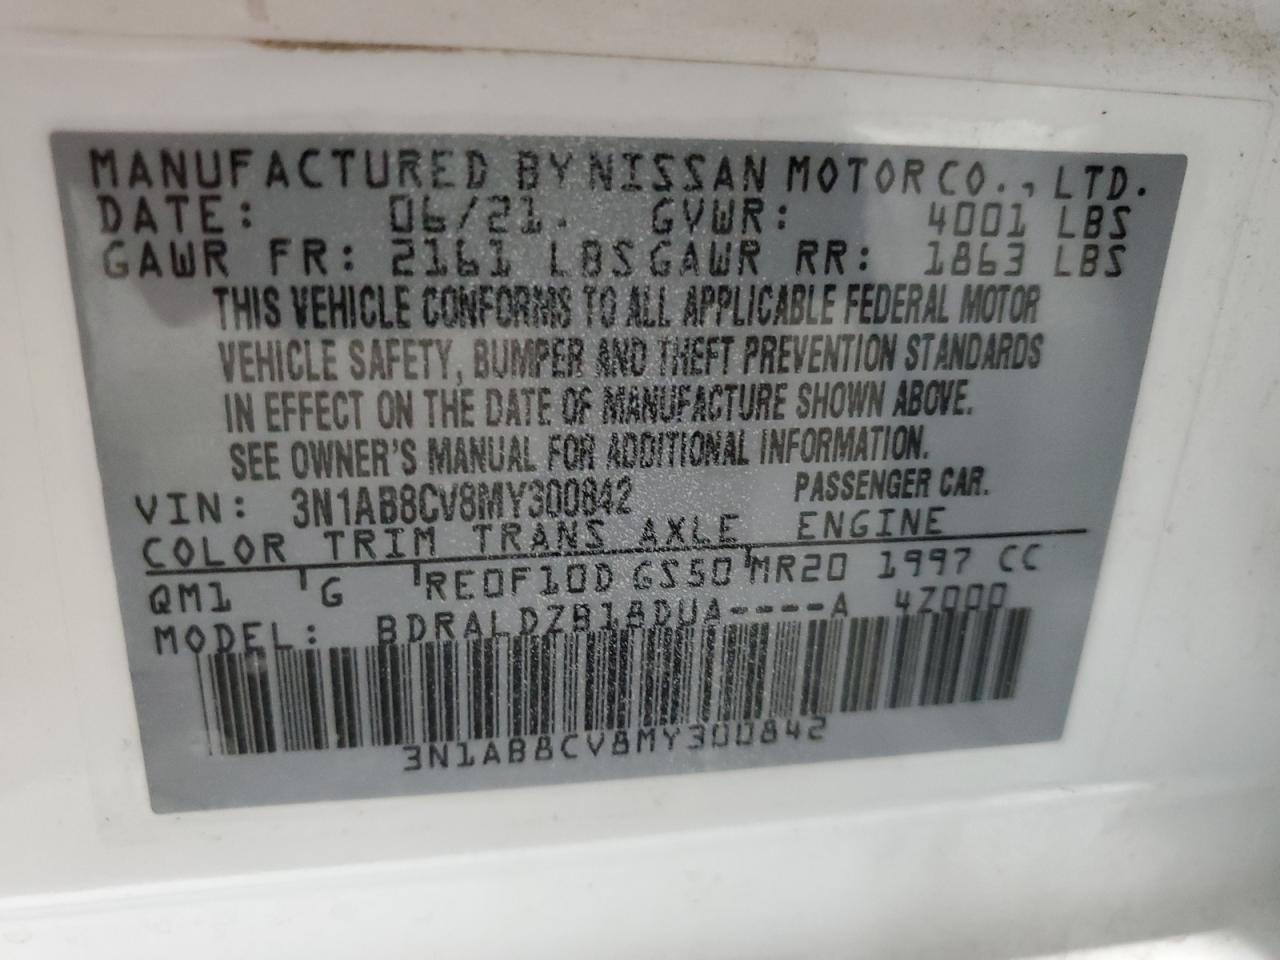 MANUFACTURED BY NISSAN MOTOR CO., LTD.
DATE: 06/21. GVWR: 4001 LBS
GAWR FR: 2161 LBS GAWR RR: 1863 LBS
THIS VEHICLE CONFORMS TO ALL APPLICABLE FEDERAL MOTOR
VEHICLE SAFETY, BUMPER AND THEFT PREVENTION STANDARDS
IN EFFECT ON THE DATE OF MANUFACTURE SHOWN ABOVE.
SEE OWNER'S MANUAL FOR ADDITIONAL INFORMATION.
VIN: 3N1AB8CV8MY300842 PASSENGER CAR.
COLOR TRIM TRANS AXLE ENGINE
QM1 G RE0F10D GS50 MR20 1997 CC
MODEL: BDRALDZB18DUA----A 4Z000
3N1AB8CV8MY300842